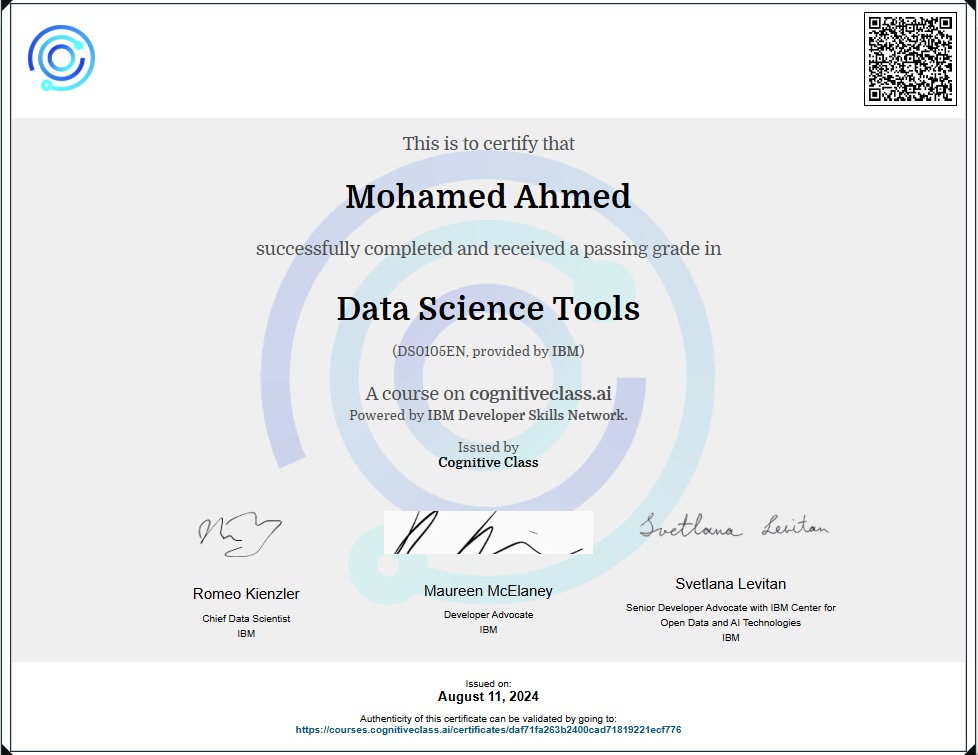 This is to certify that
Mohamed Ahmed
successfully completed and received a passing grade in
Data Science Tools
(DS0105EN, provided by IBM)
A course on cognitiveclass.ai
Powered by IBM Developer Skills Network.
Issued by
Cognitive Class
Svetlana Levitan
Romeo Kienzler
Chief Data Scientist
IBM
Maureen McElaney
Developer Advocate
IBM
Svetlana Levitan
Senior Developer Advocate with IBM Center for
Open Data and AI Technologies
IBM
Issued on:
August 11, 2024
Authenticity of this certificate can be validated by going to:
https://courses.cognitiveclass.ai/certificates/daf71fa263b2400cad71819221ecf776